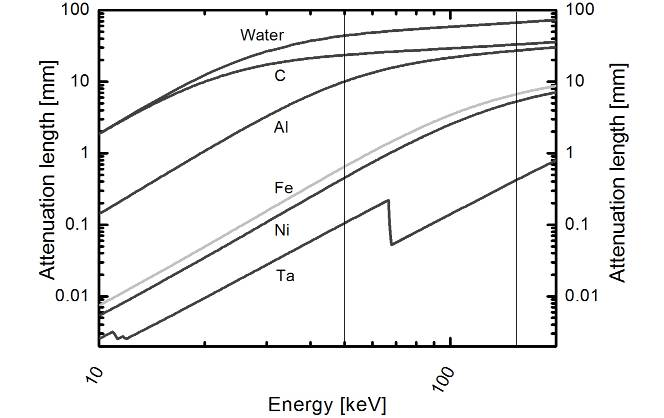 100
100
Water
10
C
10
Al
1
1
Fe
0.1
Ni
0.1
Ta
0.01
0.01
Attenuation length [mm]
Attenuation length [mm]
10
100
Energy [keV]